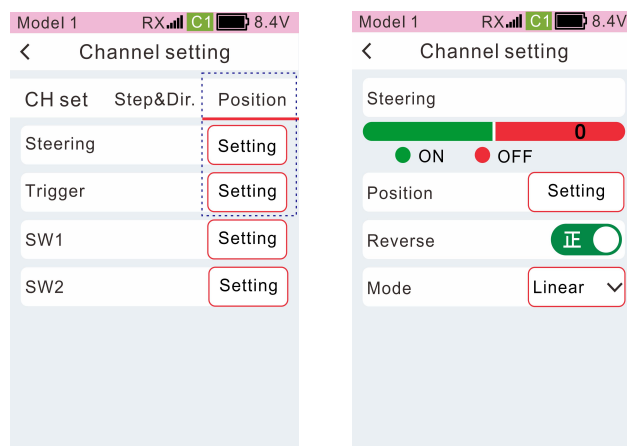 Model 1 RX C1 8.4V
Channel setting
CH set Step&Dir. Position
Steering Setting
Trigger Setting
SW1 Setting
SW2 Setting
Model 1 RX C1 8.4V
Channel setting
Steering
0
ON OFF
Position Setting
Reverse 正
Mode Linear